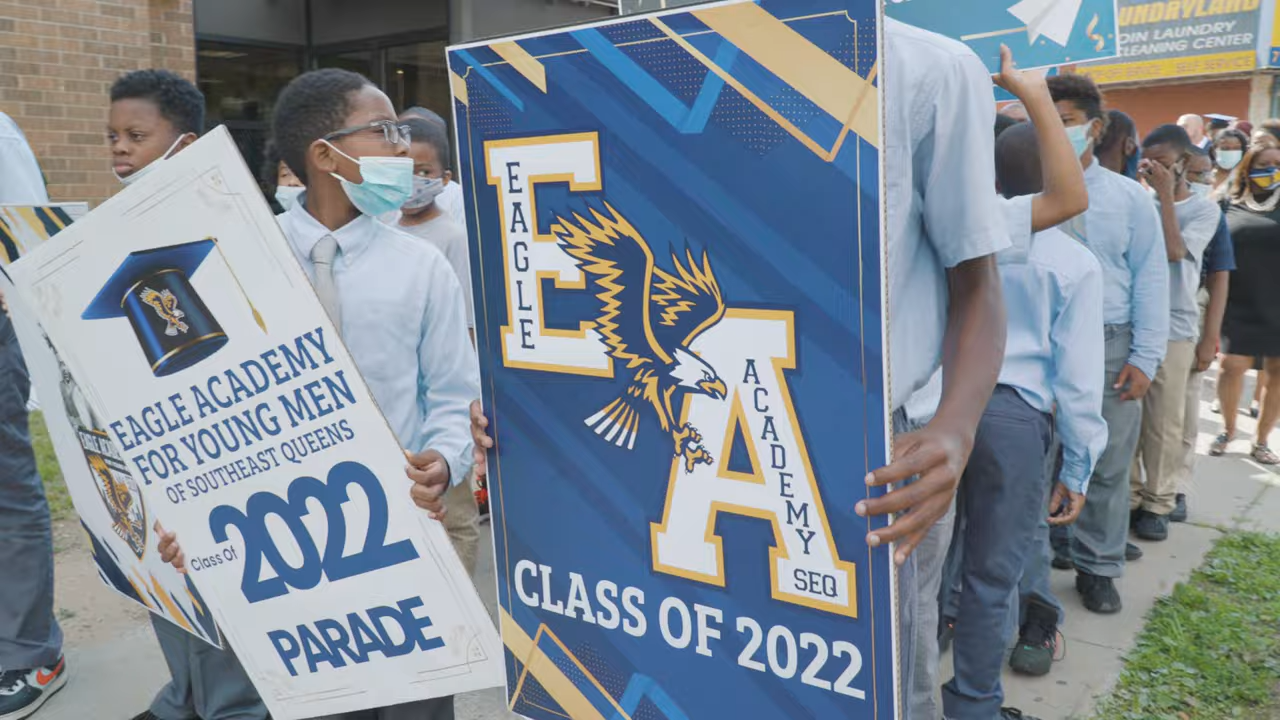 EAGLE ACADEMY
FOR YOUNG MEN
OF SOUTHEAST QUEENS
Class Of 2022
PARADE
EA
EAGLE
ACADEMY
SEQ
CLASS OF 2022
COIN LAUNDRY
CLEANING CENTER